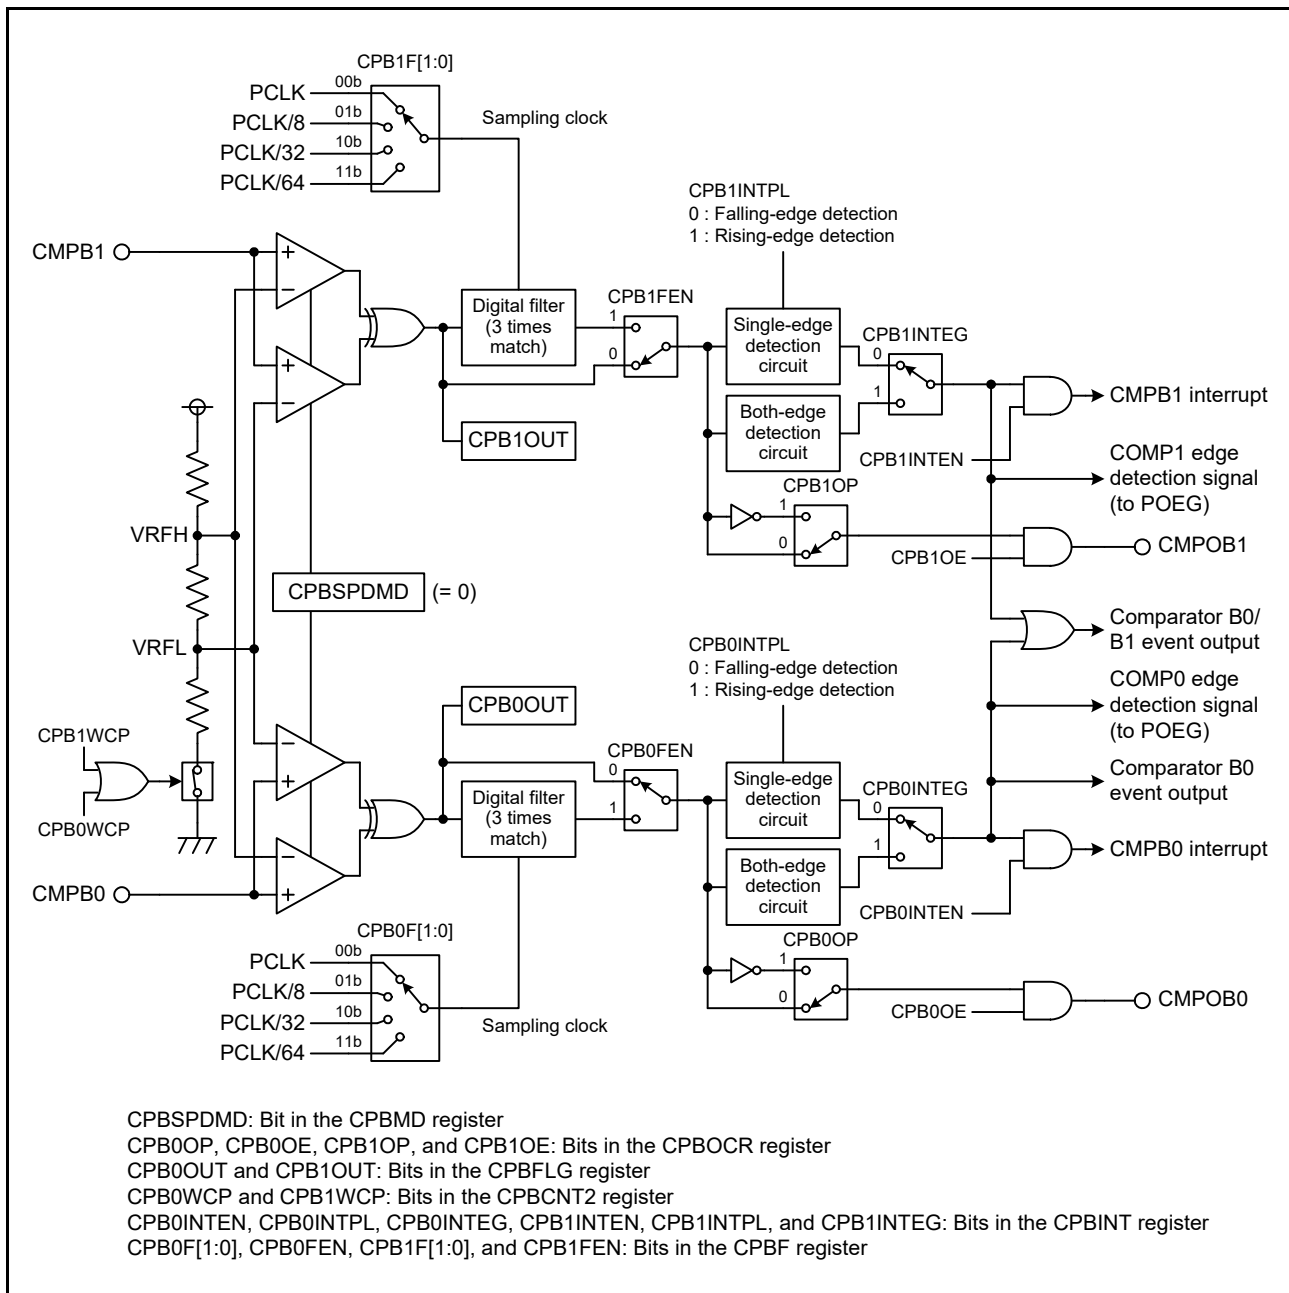 CPB1F[1:0]
00b
PCLK
01b
PCLK/8
10b
PCLK/32
11b
PCLK/64
Sampling clock
CPB1INTPL
0 : Falling-edge detection
1 : Rising-edge detection
CMPB1
+
−
+
−
Digital filter
(3 times
match)
CPB1FEN
1
0
Single-edge
detection
circuit
CPB1INTEG
0
1
Both-edge
detection
circuit
CMPB1 interrupt
CPB1OUT
CPB1INTEN
COMP1 edge
detection signal
(to POEG)
CPB1OP
1
0
CPB1OE
CMPOB1
VRFH
CPBSPDMD
(= 0)
VRFL
Comparator B0/
B1 event output
CPB0INTPL
0 : Falling-edge detection
1 : Rising-edge detection
COMP0 edge
detection signal
(to POEG)
CPB0OUT
CPB1WCP
CPB0WCP
−
+
−
+
CPB0FEN
0
1
Digital filter
(3 times
match)
Single-edge
detection
circuit
CPB0INTEG
0
1
Comparator B0
event output
CMPB0 interrupt
Both-edge
detection
circuit
CMPB0
CPB0INTEN
CPB0F[1:0]
00b
PCLK
01b
PCLK/8
10b
PCLK/32
11b
PCLK/64
Sampling clock
CPB0OP
1
0
CPB0OE
CMPOB0
CPBSPDMD: Bit in the CPBMD register
CPB0OP, CPB0OE, CPB1OP, and CPB1OE: Bits in the CPBOCR register
CPB0OUT and CPB1OUT: Bits in the CPBFLG register
CPB0WCP and CPB1WCP: Bits in the CPBCNT2 register
CPB0INTEN, CPB0INTPL, CPB0INTEG, CPB1INTEN, CPB1INTPL, and CPB1INTEG: Bits in the CPBINT register
CPB0F[1:0], CPB0FEN, CPB1F[1:0], and CPB1FEN: Bits in the CPBF register